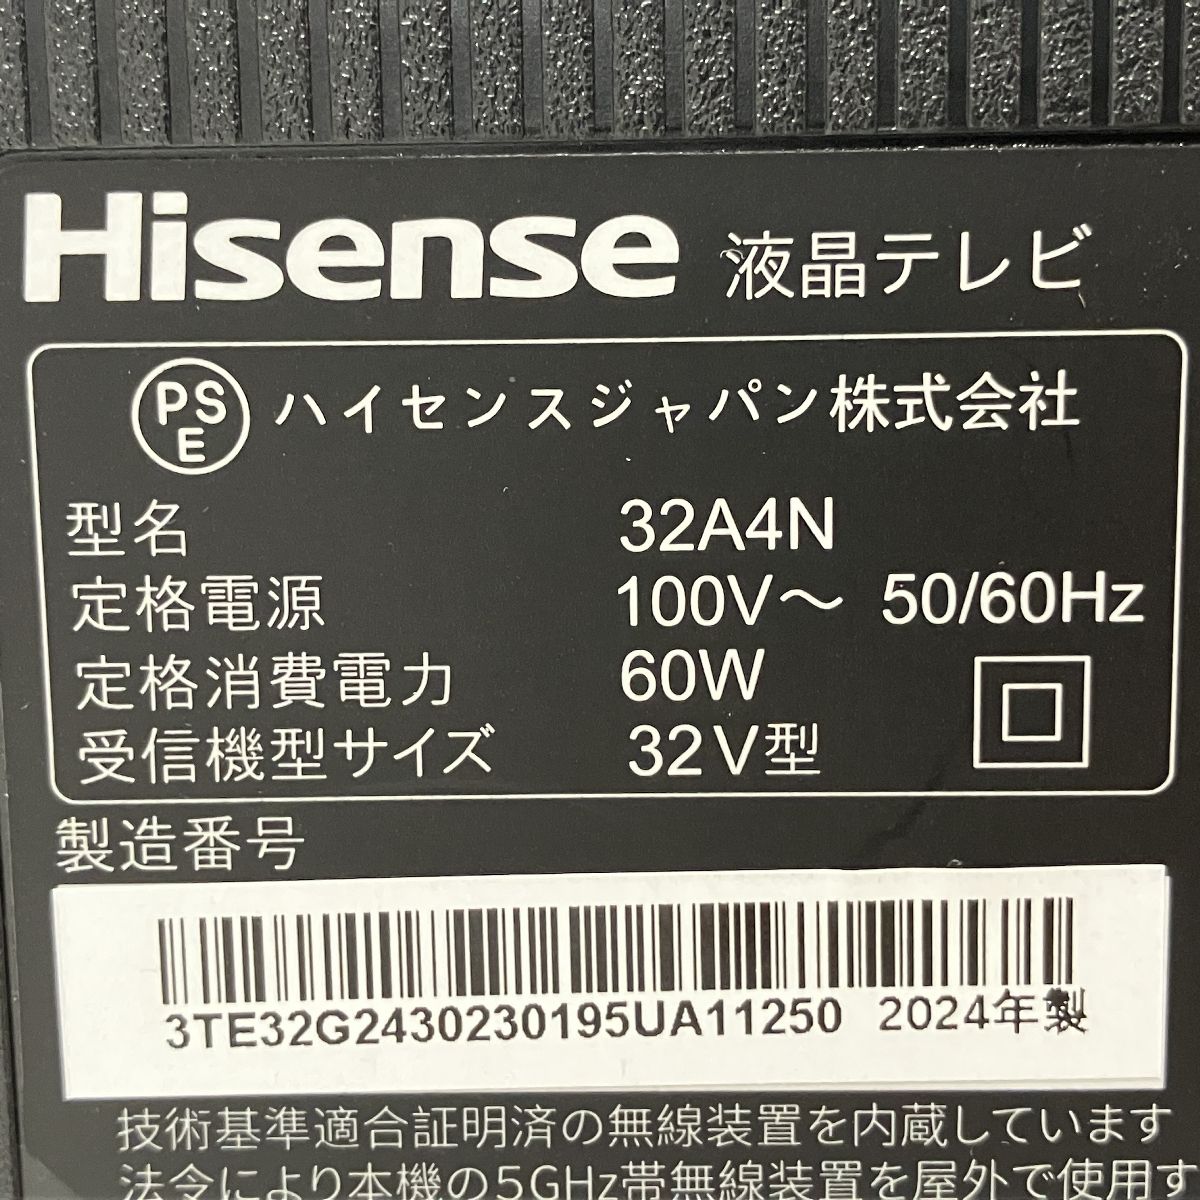 Hisense 液晶テレビ
PSE ハイセンスジャパン株式会社
型名 32A4N
定格電源 100V～ 50/60Hz
定格消費電力 60W
受信機型サイズ 32V型
製造番号
3TE32G2430230195UA11250 2024年製
技術基準適合証明済の無線装置を内蔵しています
法令により本機の5GHz帯無線装置を屋外で使用す